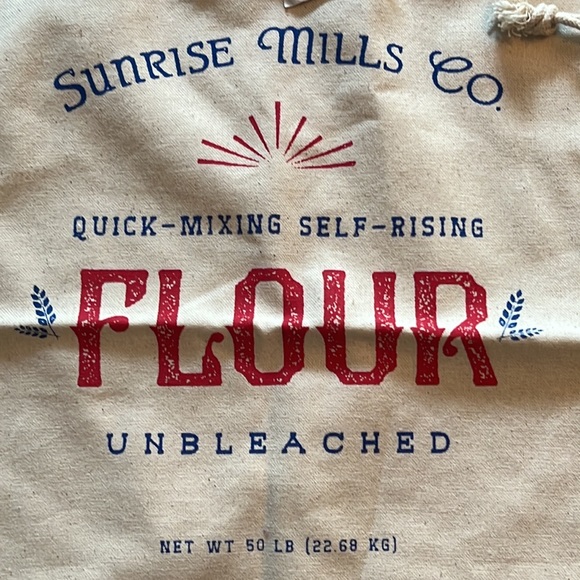 Sunrise Mills Co.
QUICK-MIXING SELF-RISING
FLOUR
UNBLEACHED
NET WT 50 LB (22.68 KG)